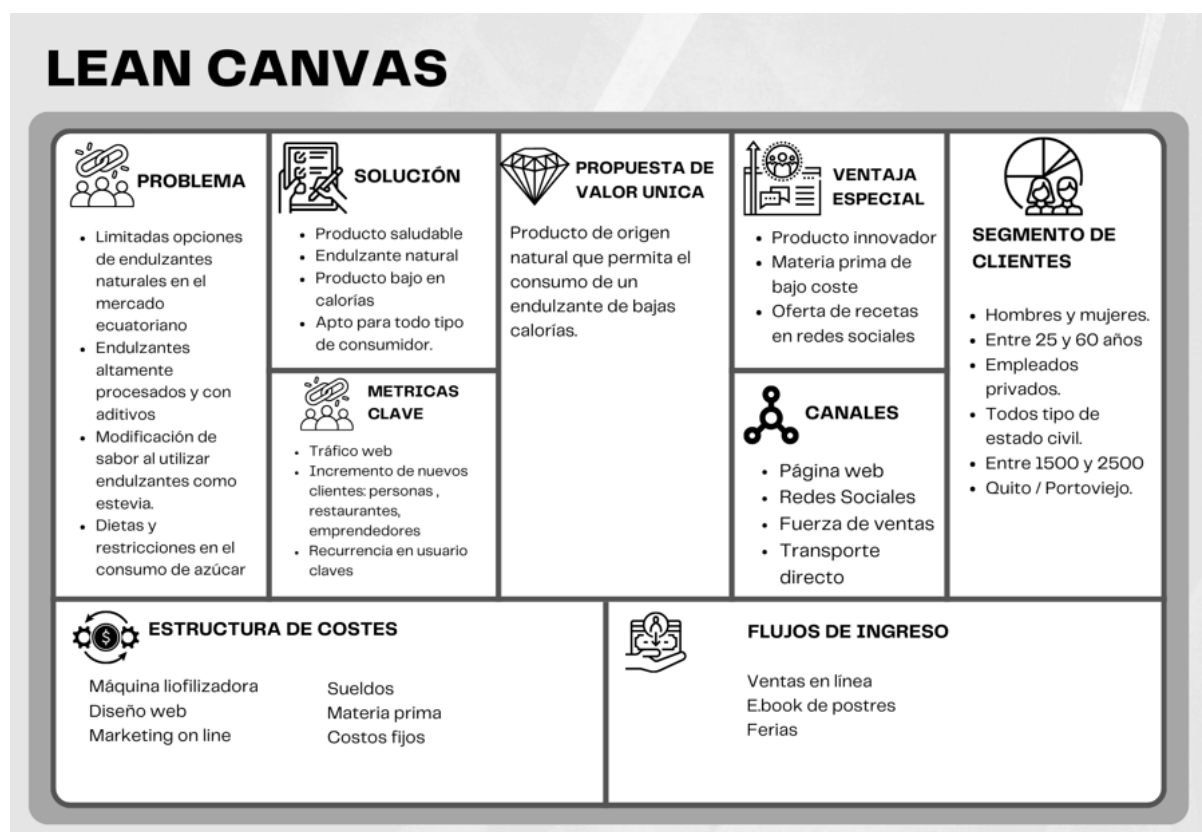 LEAN CANVAS
PROBLEMA
• Limitadas opciones
de endulzantes
naturales en el
mercado
ecuatoriano
• Endulzantes
altamente
procesados y con
aditivos
• Modificación de
sabor al utilizar
endulzantes como
estevia.
• Dietas y
restricciones en el
consumo de azúcar
SOLUCIÓN
• Producto saludable
• Endulzante natural
• Producto bajo en
calorías
• Apto para todo tipo
de consumidor.
METRICAS
CLAVE
• Tráfico web
• Incremento de nuevos
clientes: personas ,
restaurantes,
emprendedores
• Recurrencia en usuario
claves
PROPUESTA DE
VALOR UNICA
Producto de origen
natural que permita el
consumo de un
endulzante de bajas
calorías.
VENTAJA
ESPECIAL
• Producto innovador
• Materia prima de
bajo coste
• Oferta de recetas
en redes sociales
CANALES
• Página web
• Redes Sociales
• Fuerza de ventas
• Transporte
directo
SEGMENTO DE
CLIENTES
• Hombres y mujeres.
• Entre 25 y 60 años
• Empleados
privados.
• Todos tipo de
estado civil.
• Entre 1500 y 2500
• Quito / Portoviejo.
ESTRUCTURA DE COSTES
Máquina liofilizadora
Diseño web
Marketing on line
Sueldos
Materia prima
Costos fijos
FLUJOS DE INGRESO
Ventas en línea
E.book de postres
Ferias